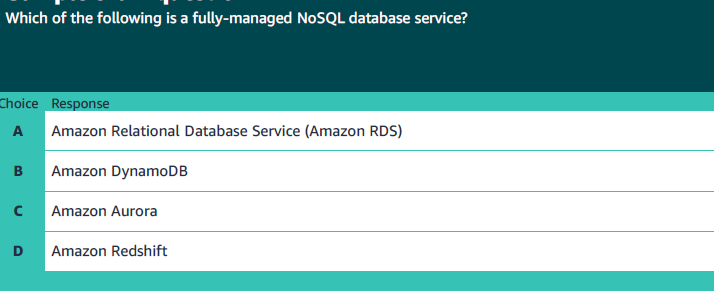 Which of the following is a fully-managed NoSQL database service?
Choice Response
A Amazon Relational Database Service (Amazon RDS)
B Amazon DynamoDB
C Amazon Aurora
D Amazon Redshift